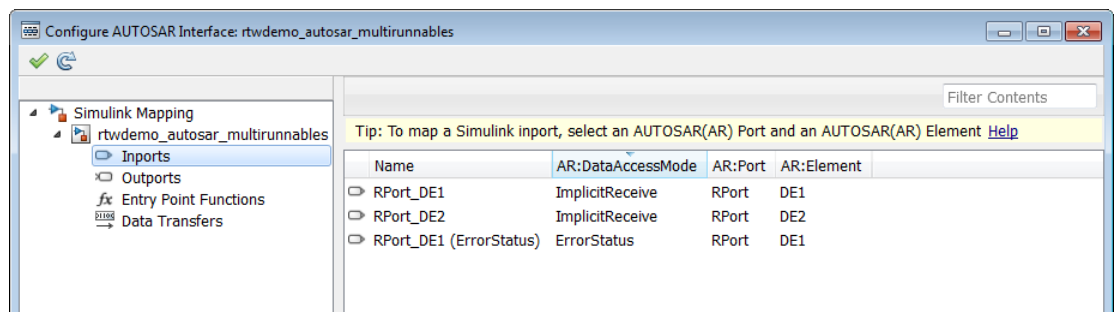 Configure AUTOSAR Interface: rtwdemo_autosar_multirunnables
Filter Contents
Simulink Mapping
rtwdemo_autosar_multirunnables
Inports
Outports
fx Entry Point Functions
Data Transfers
Tip: To map a Simulink inport, select an AUTOSAR(AR) Port and an AUTOSAR(AR) Element Help
Name AR:DataAccessMode AR:Port AR:Element
RPort_DE1 ImplicitReceive RPort DE1
RPort_DE2 ImplicitReceive RPort DE2
RPort_DE1 (ErrorStatus) ErrorStatus RPort DE1